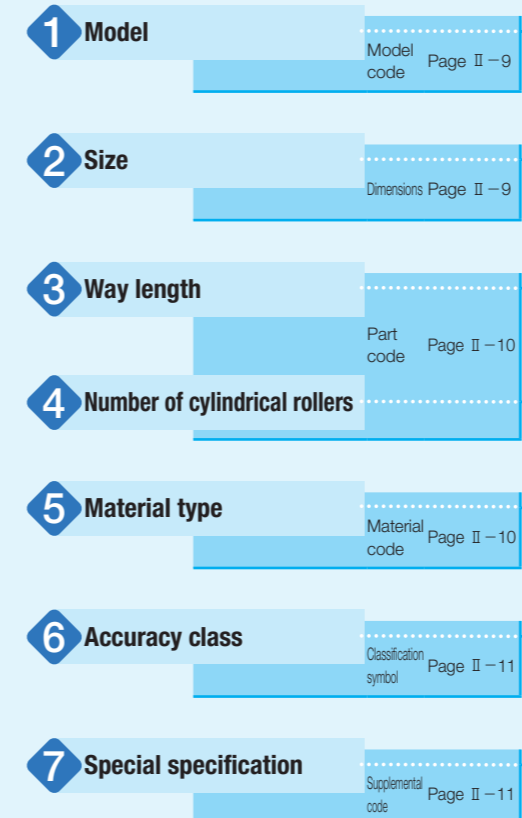 1 Model
Model
code
Page Ⅱ－9
2 Size
Dimensions Page Ⅱ－9
3 Way length
Part
code
Page Ⅱ－10
4 Number of cylindrical rollers
5 Material type
Material
code
Page Ⅱ－10
6 Accuracy class
Classification
symbol
Page Ⅱ－11
7 Special specification
Supplemental
code
Page Ⅱ－11